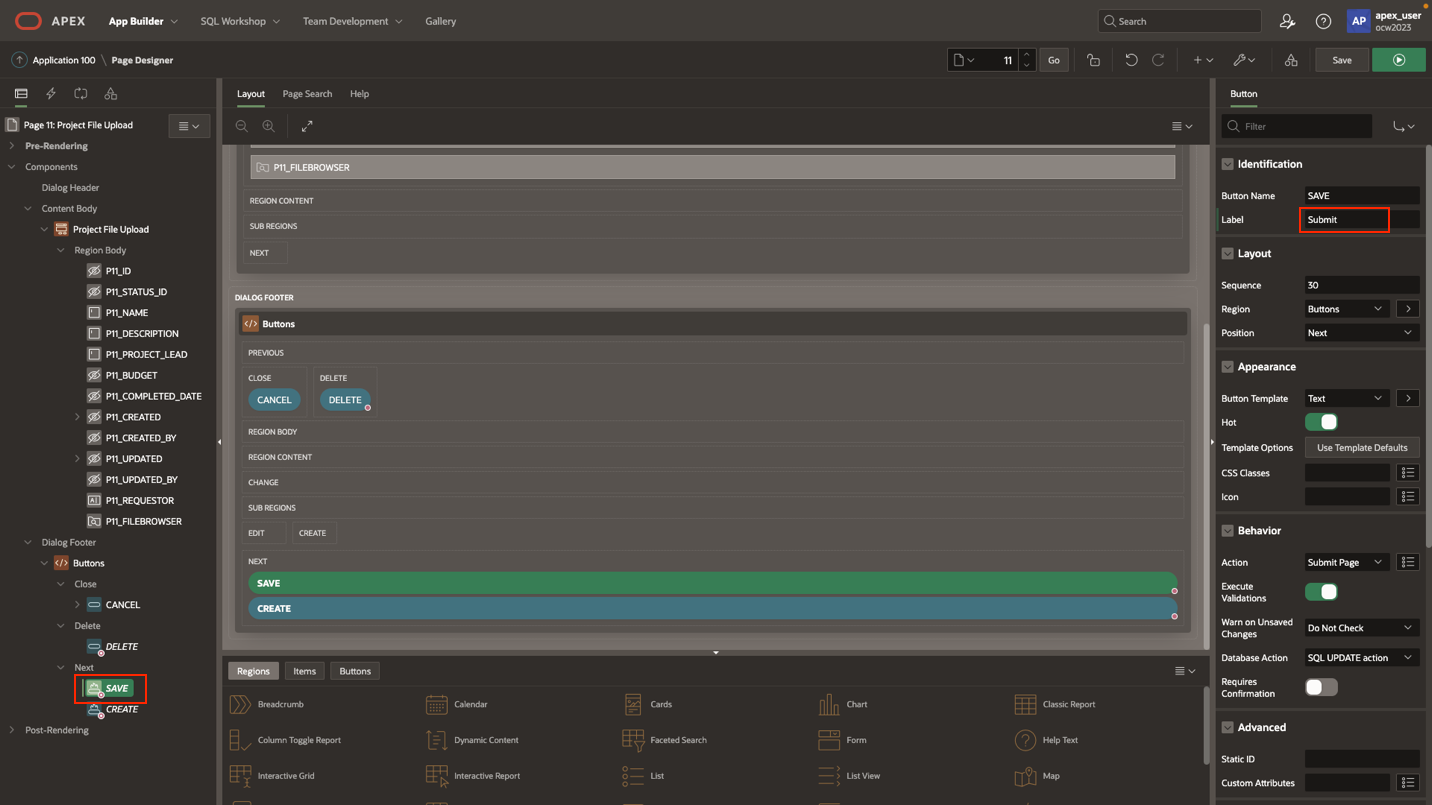 APEX App Builder SQL Workshop Team Development Gallery Search AP apex_user
ocw2023
Application 100 \ Page Designer 11 Go Save
Page 11: Project File Upload
Pre-Rendering
Components
Dialog Header
Content Body
Project File Upload
Region Body
P11_ID
P11_STATUS_ID
P11_NAME
P11_DESCRIPTION
P11_PROJECT_LEAD
P11_BUDGET
P11_COMPLETED_DATE
P11_CREATED
P11_CREATED_BY
P11_UPDATED
P11_UPDATED_BY
P11_REQUESTOR
P11_FILEBROWSER
Dialog Footer
Buttons
Close
CANCEL
Delete
DELETE
Next
SAVE
CREATE
Post-Rendering
Layout Page Search Help
P11_FILEBROWSER
REGION CONTENT
SUB REGIONS
NEXT
DIALOG FOOTER
Buttons
PREVIOUS
CLOSE DELETE
CANCEL DELETE
REGION BODY
REGION CONTENT
CHANGE
SUB REGIONS
EDIT CREATE
NEXT
SAVE
CREATE
Regions Items Buttons
Breadcrumb Calendar Cards Chart Classic Report
Column Toggle Report Dynamic Content Faceted Search Form Help Text
Interactive Grid Interactive Report List List View Map
Button
Filter
Identification
Button Name SAVE
Label Submit
Layout
Sequence 30
Region Buttons
Position Next
Appearance
Button Template Text
Hot
Template Options Use Template Defaults
CSS Classes
Icon
Behavior
Action Submit Page
Execute
Validations
Warn on Unsaved
Changes Do Not Check
Database Action SQL UPDATE action
Requires
Confirmation
Advanced
Static ID
Custom Attributes